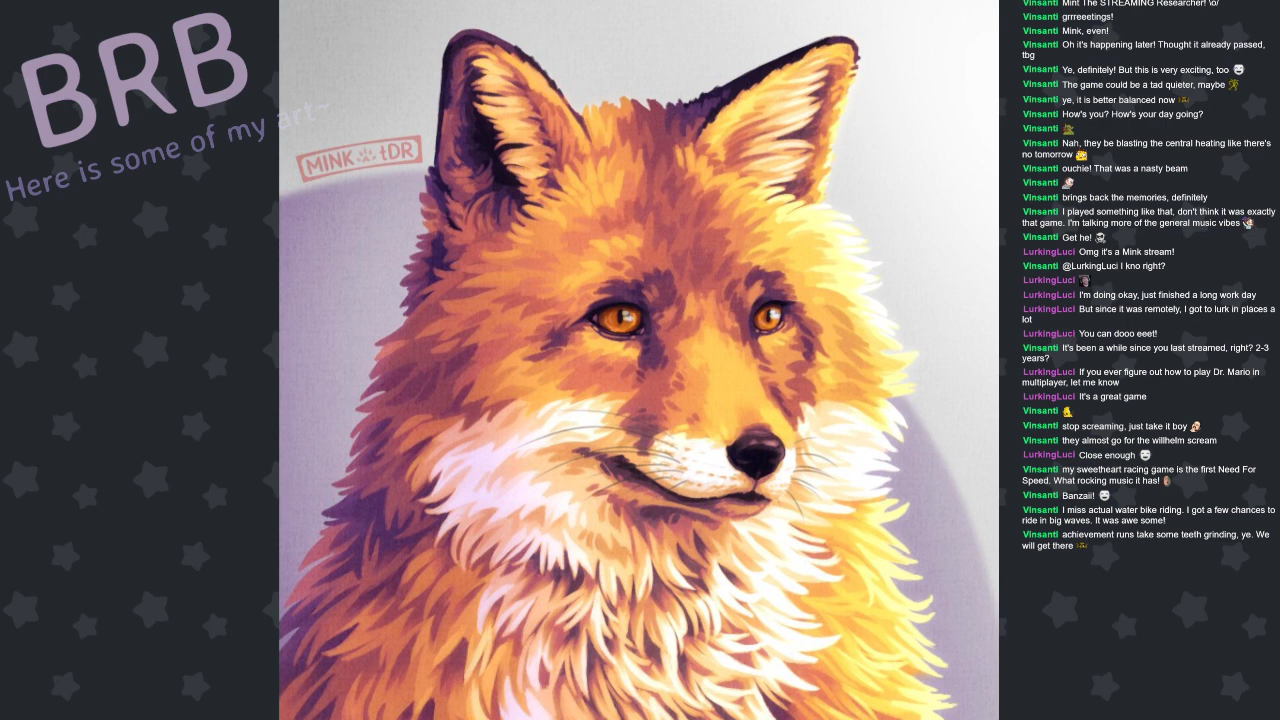 BRB
Here is some of my art~
MINK tDR
Vinsanti Mint The STREAMING Researcher! \o/
Vinsanti grrreeetings!
Vinsanti Mink, even!
Vinsanti Oh it's happening later! Thought it already passed,
tbg
Vinsanti Ye, definitely! But this is very exciting, too
Vinsanti The game could be a tad quieter, maybe
Vinsanti ye, it is better balanced now
Vinsanti How's you? How's your day going?
Vinsanti
Vinsanti Nah, they be blasting the central heating like there's
no tomorrow
Vinsanti ouchie! That was a nasty beam
Vinsanti
Vinsanti brings back the memories, definitely
Vinsanti I played something like that, don't think it was exactly
that game. I'm talking more of the general music vibes
Vinsanti Get he!
LurkingLuci Omg it's a Mink stream!
Vinsanti @LurkingLuci I kno right?
LurkingLuci
LurkingLuci I'm doing okay, just finished a long work day
LurkingLuci But since it was remotely, I got to lurk in places a
lot
LurkingLuci You can dooo eeet!
Vinsanti It's been a while since you last streamed, right? 2-3
years?
LurkingLuci If you ever figure out how to play Dr. Mario in
multiplayer, let me know
LurkingLuci It's a great game
Vinsanti
Vinsanti stop screaming, just take it boy
Vinsanti they almost go for the willhelm scream
LurkingLuci Close enough
Vinsanti my sweetheart racing game is the first Need For
Speed. What rocking music it has!
Vinsanti Banzaii!
Vinsanti I miss actual water bike riding. I got a few chances to
ride in big waves. It was awe some!
Vinsanti achievement runs take some teeth grinding, ye. We
will get there